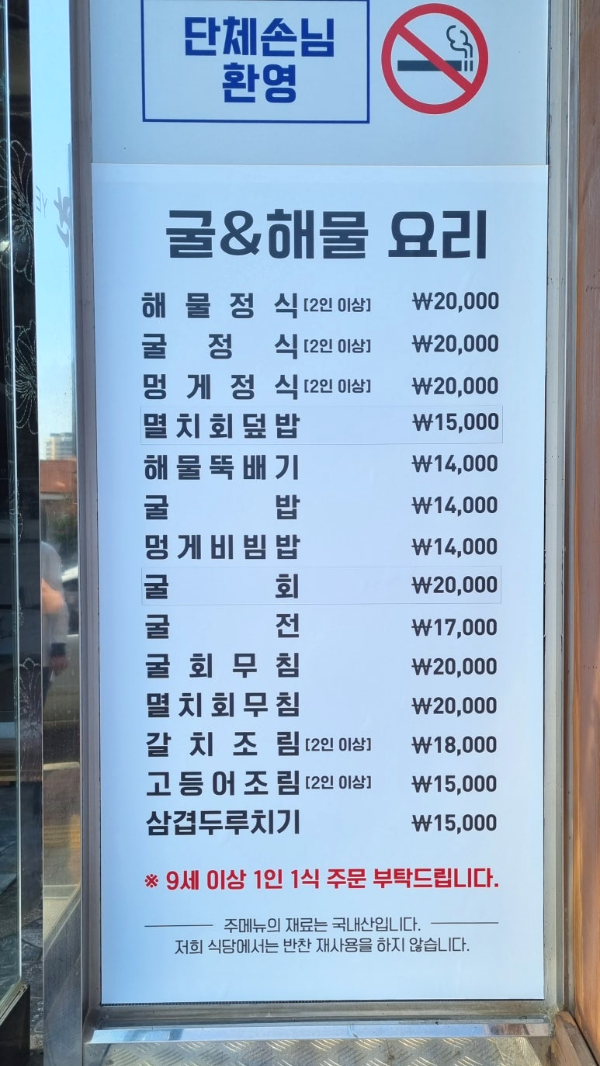 단체손님
환영
굴&해물 요리
해물정식 [2인 이상] ₩20,000
굴정식 [2인 이상] ₩20,000
멍게정식 [2인 이상] ₩20,000
멸치회덮밥 ₩15,000
해물뚝배기 ₩14,000
굴밥 ₩14,000
멍게비빔밥 ₩14,000
굴회 ₩20,000
굴전 ₩17,000
굴회무침 ₩20,000
멸치회무침 ₩20,000
갈치조림 [2인 이상] ₩18,000
고등어조림 [2인 이상] ₩15,000
삼겹두루치기 ₩15,000
※ 9세 이상 1인 1식 주문 부탁드립니다.
주메뉴의 재료는 국내산입니다.
저희 식당에서는 반찬 재사용을 하지 않습니다.